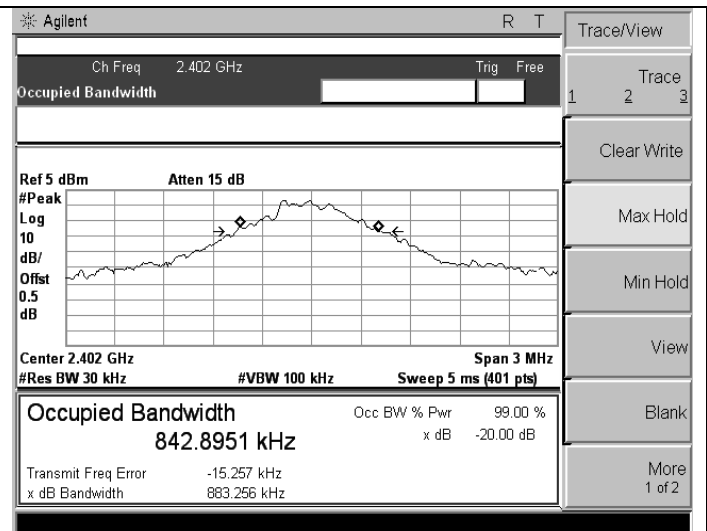 Agilent R T
Ch Freq 2.402 GHz Trig Free
Occupied Bandwidth
Ref 5 dBm Atten 15 dB
#Peak
Log
10
dB/
Offst
0.5
dB
Center 2.402 GHz Span 3 MHz
#Res BW 30 kHz #VBW 100 kHz Sweep 5 ms (401 pts)
Occupied Bandwidth Occ BW % Pwr 99.00 %
842.8951 kHz x dB -20.00 dB
Transmit Freq Error -15.257 kHz
x dB Bandwidth 883.256 kHz
Trace/View
Trace
1 2 3
Clear Write
Max Hold
Min Hold
View
Blank
More
1 of 2